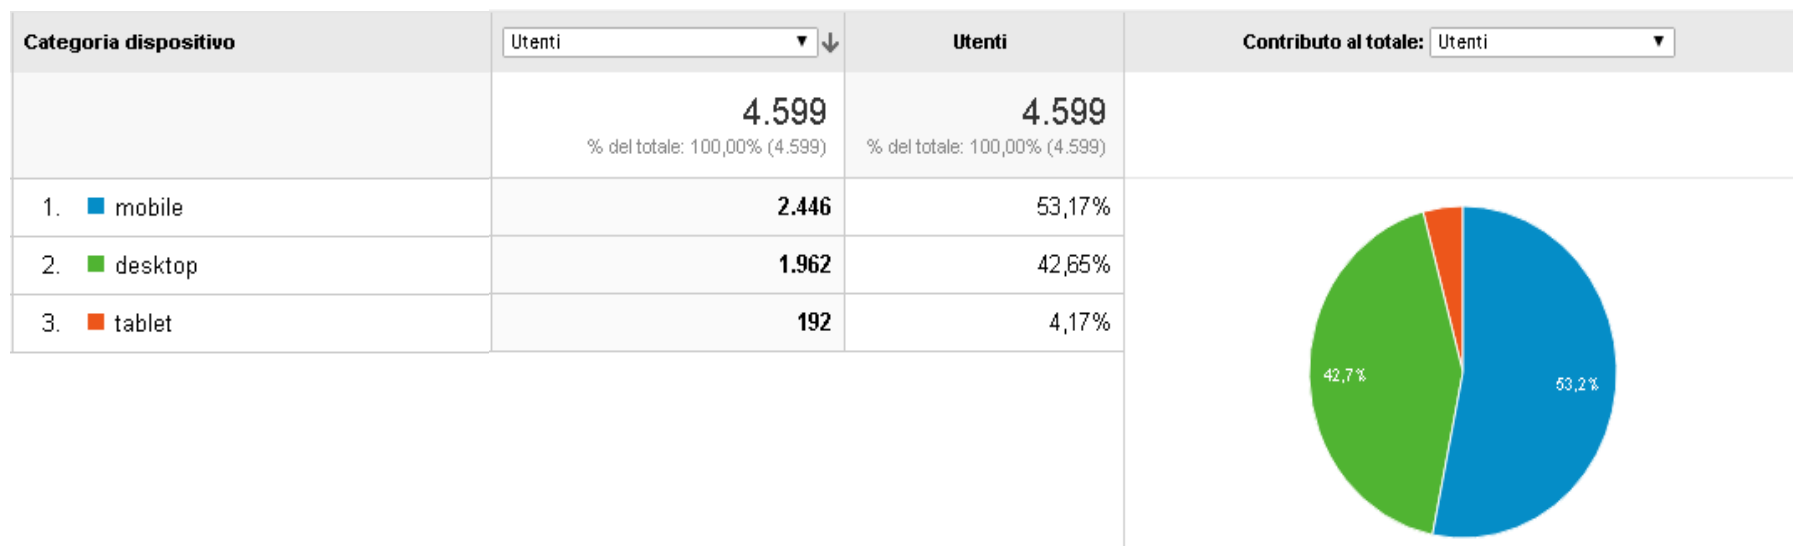 Categoria dispositivo Utenti Utenti Contributo al totale: Utenti
4.599 4.599
% del totale: 100,00% (4.599) % del totale: 100,00% (4.599)
1. mobile 2.446 53,17%
2. desktop 1.962 42,65%
3. tablet 192 4,17%
42,7%
53,2%